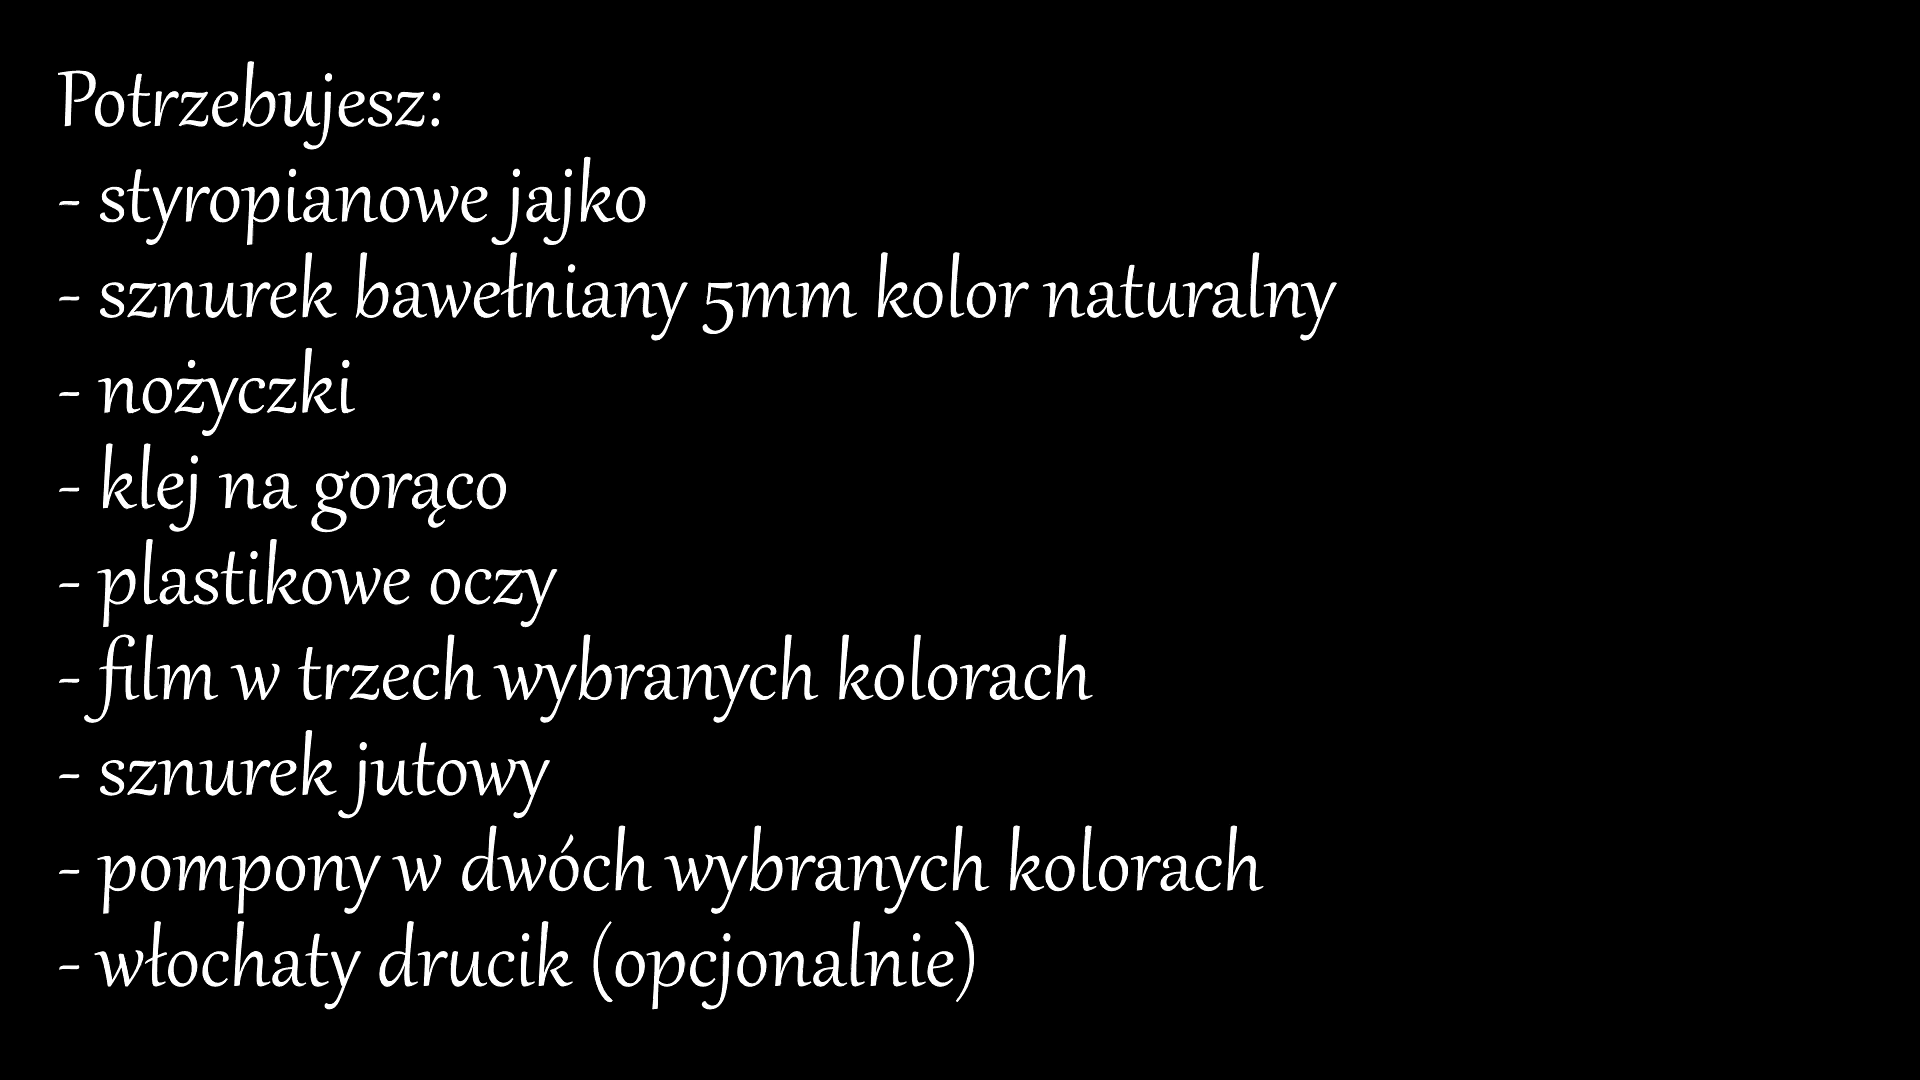 Potrzebujesz:
- styropianowe jajko
- sznurek bawełniany 5mm kolor naturalny
- nożyczki
- klej na gorąco
- plastikowe oczy
- film w trzech wybranych kolorach
- sznurek jutowy
- pompony w dwóch wybranych kolorach
- włochaty drucik (opcjonalnie)